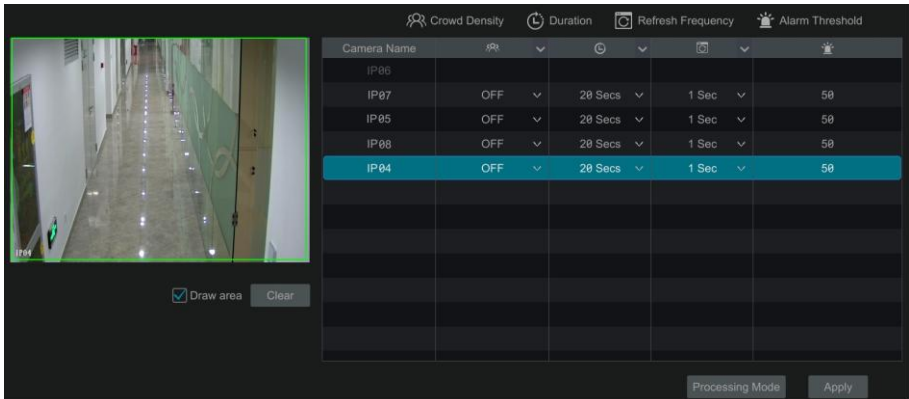 Crowd Density Duration Refresh Frequency Alarm Threshold
Camera Name
IP06
IP07 OFF 20 Secs 1 Sec 50
IP05 OFF 20 Secs 1 Sec 50
IP08 OFF 20 Secs 1 Sec 50
IP04 OFF 20 Secs 1 Sec 50
IP04
Draw area Clear
Processing Mode Apply